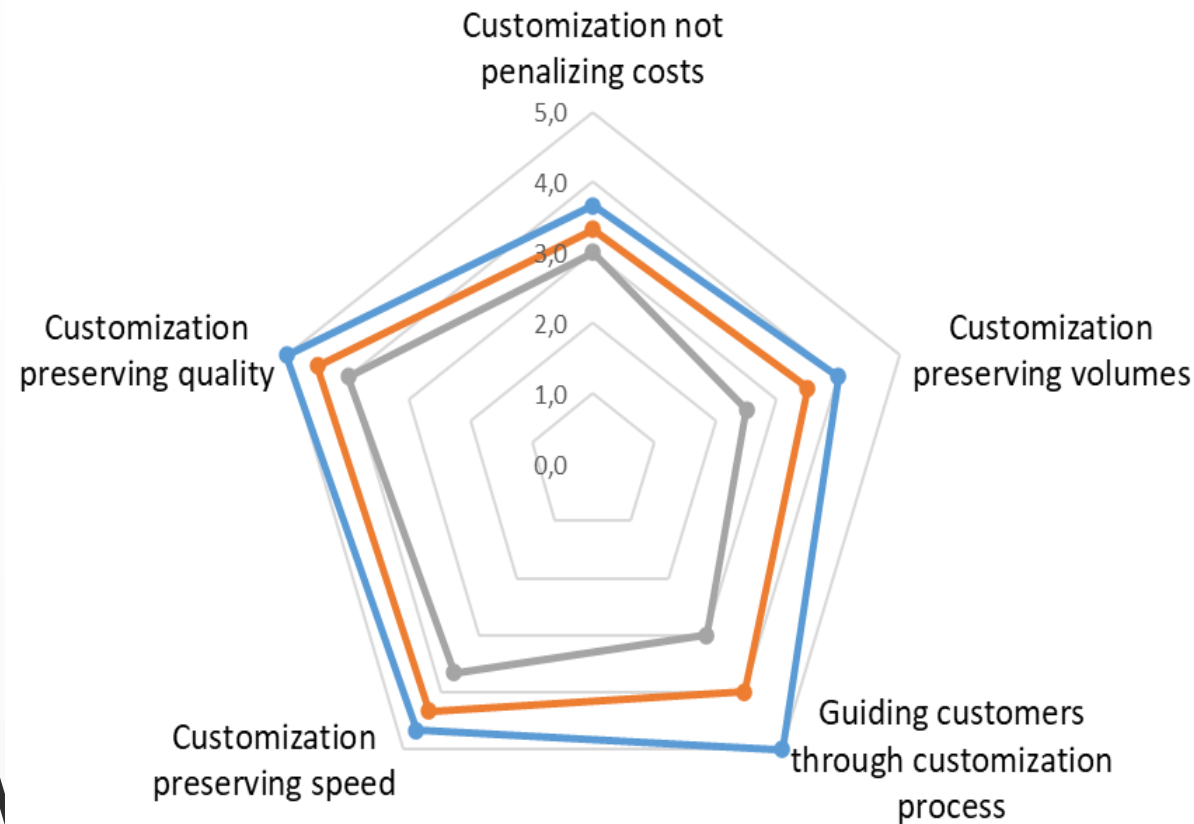 Customization not
penalizing costs
5,0
4,0
3,0
2,0
1,0
0,0
Customization
preserving quality
Customization
preserving volumes
Customization
preserving speed
Guiding customers
through customization
process